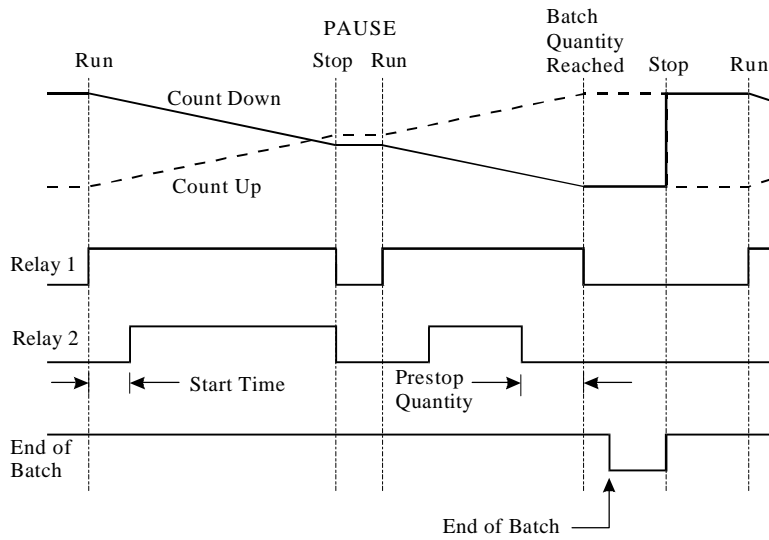 PAUSE
Batch
Quantity
Reached
Run
Stop
Run
Stop
Run
Count Down
Count Up
Relay 1
Relay 2
Start Time
Prestop
Quantity
End of
Batch
End of Batch